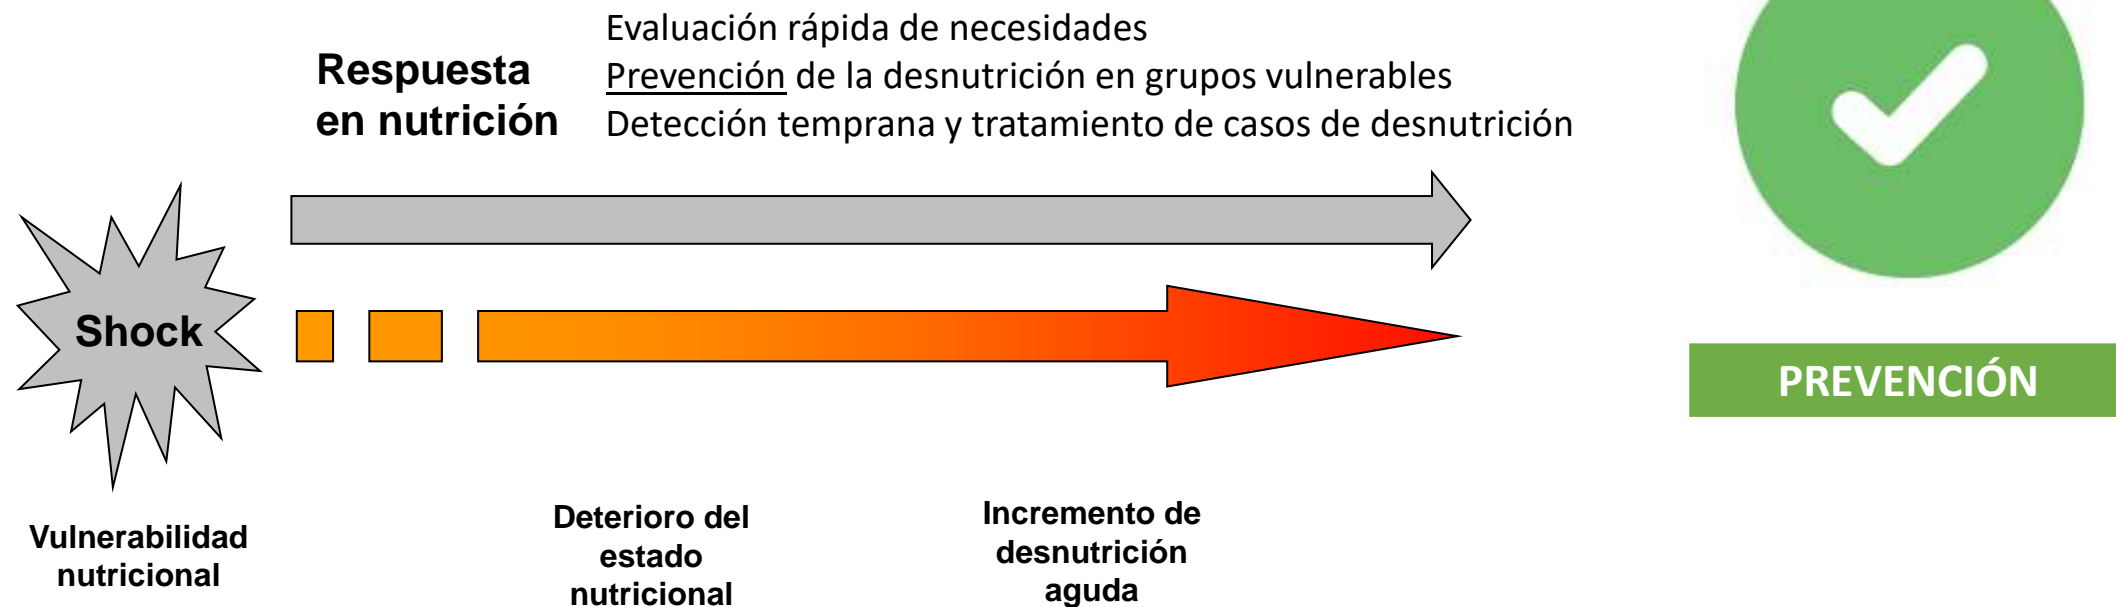 Respuesta
en nutrición
Evaluación rápida de necesidades
Prevención de la desnutrición en grupos vulnerables
Detección temprana y tratamiento de casos de desnutrición
Shock
PREVENCIÓN
Vulnerabilidad
nutricional
Deterioro del
estado
nutricional
Incremento de
desnutrición
aguda